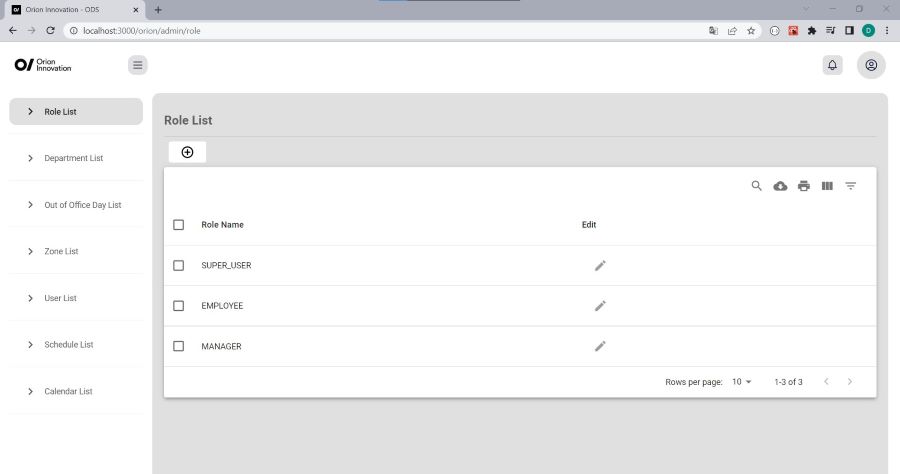 Orion Innovation - ODS
localhost:3000/orion/admin/role
D
Orion
Innovation
Role List
Department List
Out of Office Day List
Zone List
User List
Schedule List
Calendar List
Role List
Role Name Edit
SUPER_USER
EMPLOYEE
MANAGER
Rows per page: 10 1-3 of 3